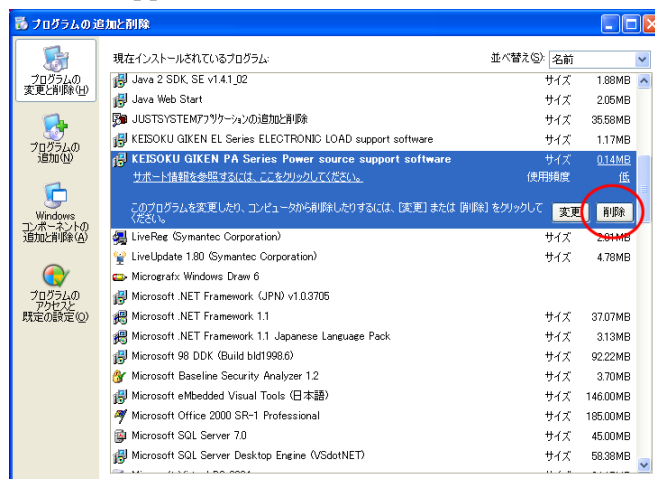 プログラムの追加と削除
プログラムの
変更と削除(H)
プログラムの
追加(N)
Windows
コンポーネントの
追加と削除(A)
プログラムの
アクセスと
既定の設定(O)
現在インストールされているプログラム: 並べ替え(S): 名前
Java 2 SDK, SE v1.4.1_02 サイズ 1.88MB
Java Web Start サイズ 2.05MB
JUSTSYSTEMアプリケーションの追加と削除 サイズ 35.58MB
KEISOKU GIKEN EL Series ELECTRONIC LOAD support software サイズ 1.17MB
KEISOKU GIKEN PA Series Power source support software サイズ 0.14MB
サポート情報を参照するには、ここをクリックしてください。 使用頻度 低
このプログラムを変更したり、コンピュータから削除したりするには、[変更] または [削除] をクリックして
ください。 変更 削除
LiveReg (Symantec Corporation) サイズ 2.01MB
LiveUpdate 1.80 (Symantec Corporation) サイズ 4.78MB
Micrografx Windows Draw 6
Microsoft .NET Framework (JPN) v1.0.3705
Microsoft .NET Framework 1.1 サイズ 37.07MB
Microsoft .NET Framework 1.1 Japanese Language Pack サイズ 3.13MB
Microsoft 98 DDK (Build bld1998.6) サイズ 92.22MB
Microsoft Baseline Security Analyzer 1.2 サイズ 3.70MB
Microsoft eMbedded Visual Tools (日本語) サイズ 146.00MB
Microsoft Office 2000 SR-1 Professional サイズ 185.00MB
Microsoft SQL Server 7.0 サイズ 45.00MB
Microsoft SQL Server Desktop Engine (VSdotNET) サイズ 58.38MB